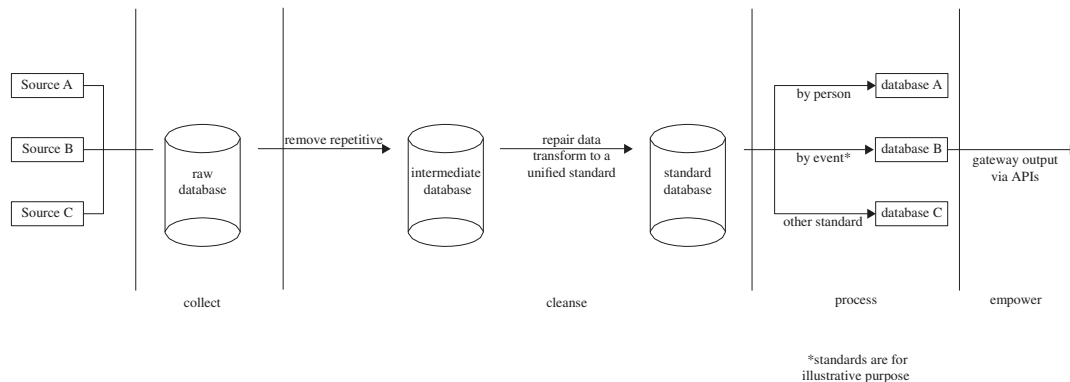 Source A
Source B
Source C
raw
database
collect
remove repetitive
intermediate
database
repair data
transform to a
unified standard
standard
database
cleanse
by person
by event*
other standard
database A
database B
database C
process
gateway output
via APIs
empower
*standards are for
illustrative purpose